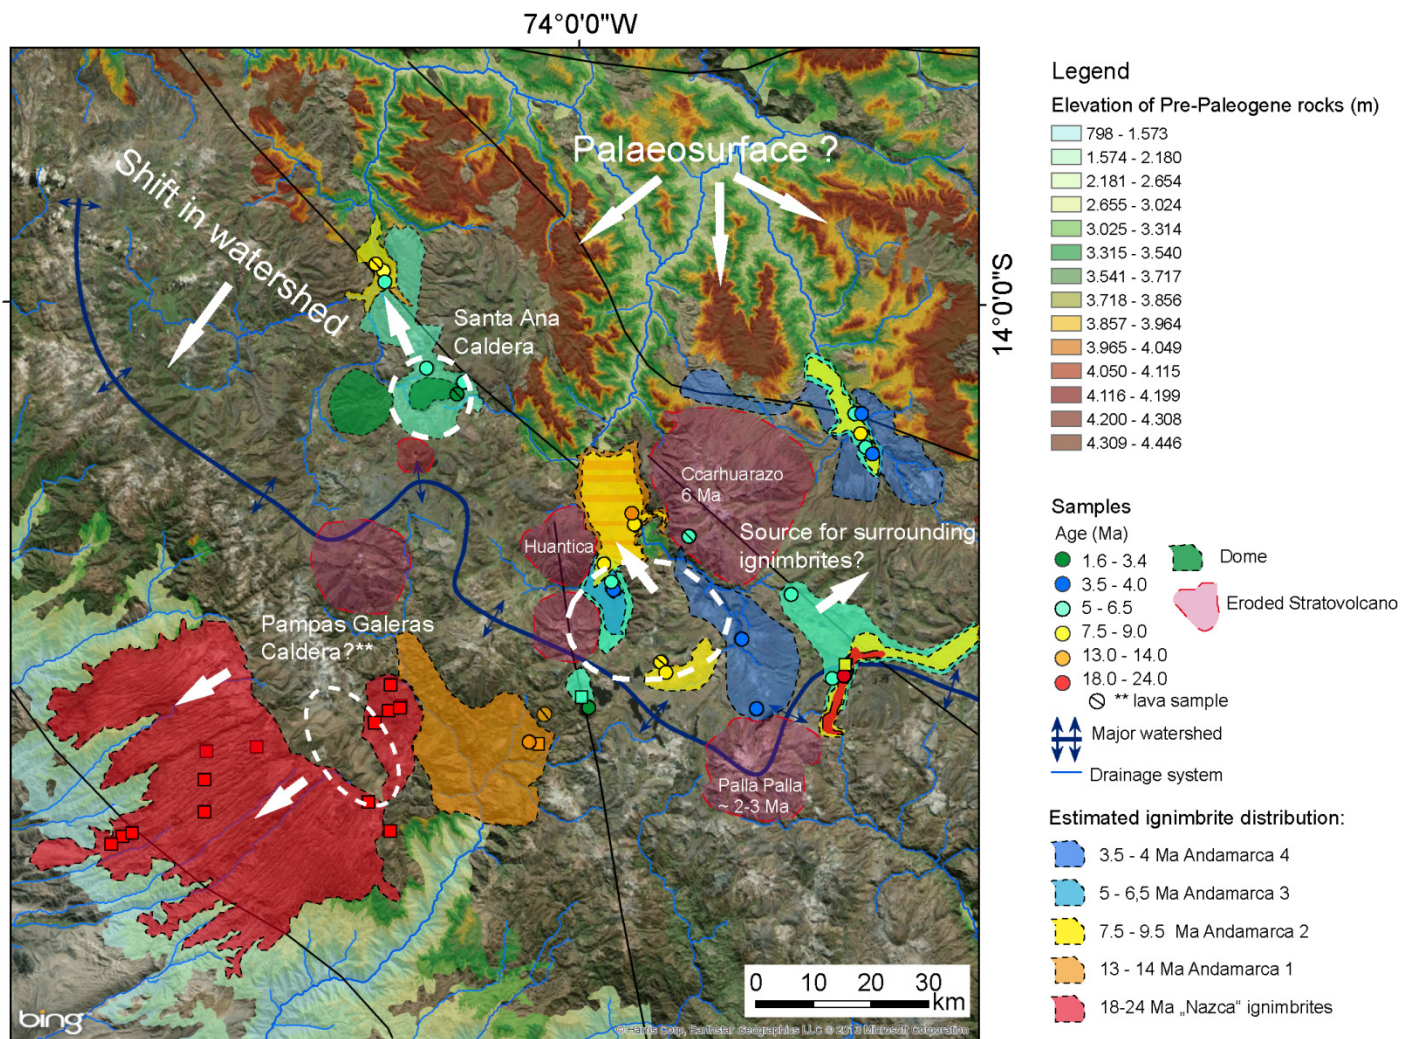 74°0'0"W
Palaeosurface ?
Shift in watershed
14°0'0"S
Santa Ana
Caldera
Ccarhuarazo
6 Ma
Source for surrounding
ignimbrites?
Huantica
Pampas Galeras
Caldera?**
Palla Palla
~ 2-3 Ma
0 10 20 30
km
bing
© Harris Corp, Earthstar Geographics LLC © 2013 Microsoft Corporation
Legend
Elevation of Pre-Paleogene rocks (m)
798 - 1.573
1.574 - 2.180
2.181 - 2.654
2.655 - 3.024
3.025 - 3.314
3.315 - 3.540
3.541 - 3.717
3.718 - 3.856
3.857 - 3.964
3.965 - 4.049
4.050 - 4.115
4.116 - 4.199
4.200 - 4.308
4.309 - 4.446
Samples
Age (Ma)
1.6 - 3.4
3.5 - 4.0
5 - 6.5
7.5 - 9.0
13.0 - 14.0
18.0 - 24.0
** lava sample
Dome
Eroded Stratovolcano
Major watershed
Drainage system
Estimated ignimbrite distribution:
3.5 - 4 Ma Andamarca 4
5 - 6,5 Ma Andamarca 3
7.5 - 9.5 Ma Andamarca 2
13 - 14 Ma Andamarca 1
18-24 Ma „Nazca“ ignimbrites